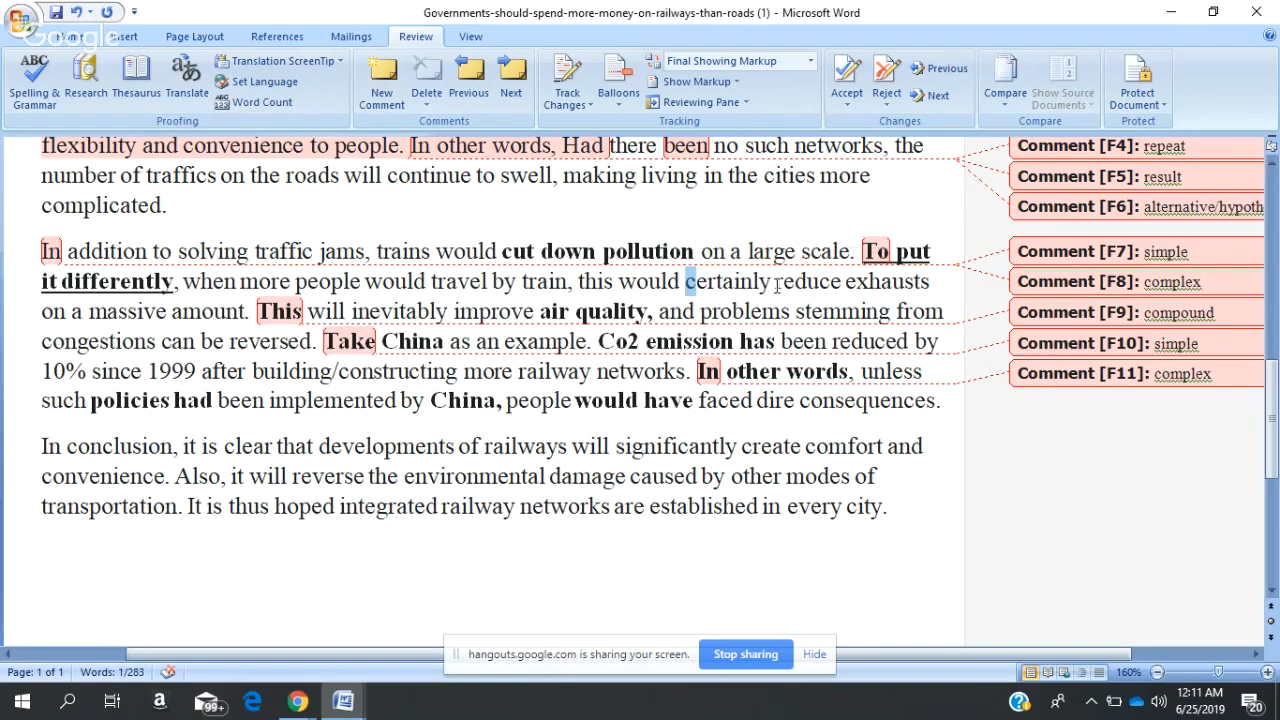 Governments-should-spend-more-money-on-railways-than-roads (1) - Microsoft Word
Google
Home Insert Page Layout References Mailings Review View
Translation ScreenTip
Final Showing Markup
Set Language
Show Markup
Previous
Word Count
Reviewing Pane
Next
ABC
Spelling & Grammar Research Thesaurus Translate
New Comment Delete Previous Next
Track Changes Balloons
Accept Reject
Compare Show Source Documents
Protect Document
Proofing Comments Tracking Changes Compare Protect
flexibility and convenience to people. In other words, Had there been no such networks, the
number of traffics on the roads will continue to swell, making living in the cities more
complicated.
In addition to solving traffic jams, trains would cut down pollution on a large scale. To put
it differently, when more people would travel by train, this would certainly reduce exhausts
on a massive amount. This will inevitably improve air quality, and problems stemming from
congestions can be reversed. Take China as an example. Co2 emission has been reduced by
10% since 1999 after building/constructing more railway networks. In other words, unless
such policies had been implemented by China, people would have faced dire consequences.
In conclusion, it is clear that developments of railways will significantly create comfort and
convenience. Also, it will reverse the environmental damage caused by other modes of
transportation. It is thus hoped integrated railway networks are established in every city.
Comment [F4]: repeat
Comment [F5]: result
Comment [F6]: alternative/hypoth
Comment [F7]: simple
Comment [F8]: complex
Comment [F9]: compound
Comment [F10]: simple
Comment [F11]: complex
hangouts.google.com is sharing your screen. Stop sharing Hide
Page: 1 of 1 Words: 1/283
160%
99+
12:11 AM
6/25/2019
20